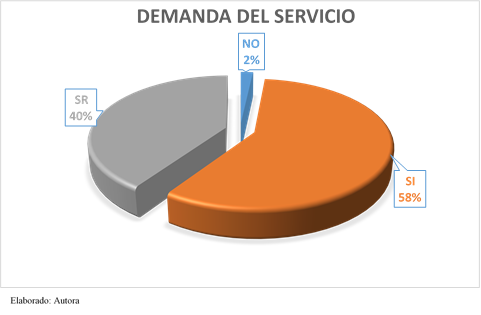 DEMANDA DEL SERVICIO
NO
2%
SR
40%
SI
58%
Elaborado: Autora